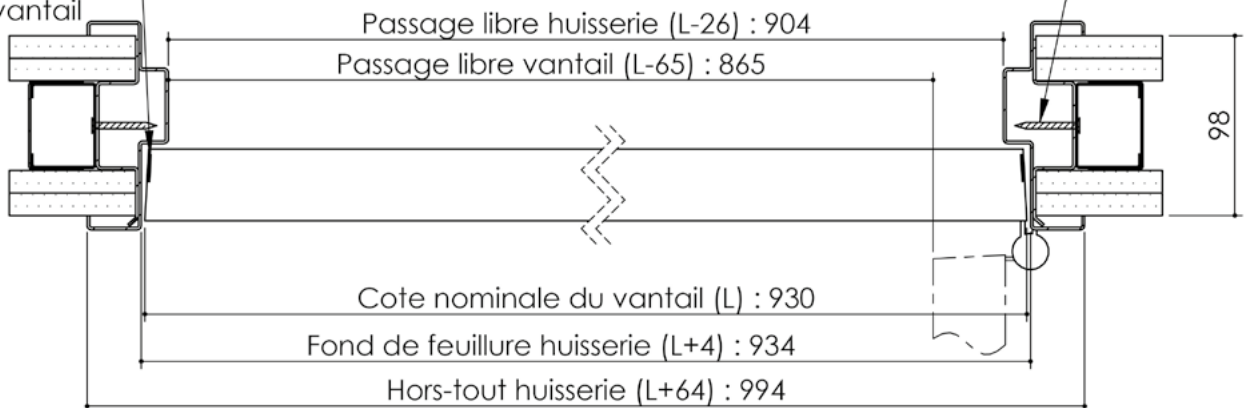 vantail
Passage libre huisserie (L-26) : 904
Passage libre vantail (L-65) : 865
98
Cote nominale du vantail (L) : 930
Fond de feuillure huisserie (L+4) : 934
Hors-tout huisserie (L+64) : 994